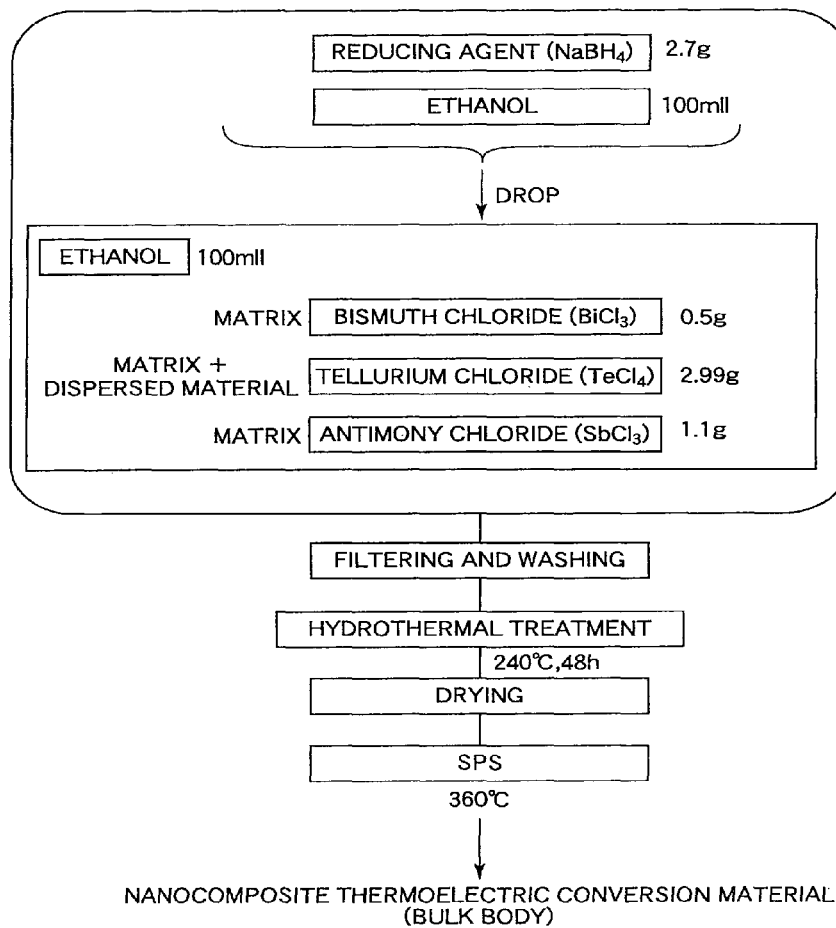 REDUCING AGENT (NaBH₄) 2.7g
ETHANOL 100mll
DROP
ETHANOL 100mll
MATRIX BISMUTH CHLORIDE (BiCl₃) 0.5g
MATRIX +
DISPERSED MATERIAL TELLURIUM CHLORIDE (TeCl₄) 2.99g
MATRIX ANTIMONY CHLORIDE (SbCl₃) 1.1g
FILTERING AND WASHING
HYDROTHERMAL TREATMENT
240℃,48h
DRYING
SPS
360℃
NANOCOMPOSITE THERMOELECTRIC CONVERSION MATERIAL
(BULK BODY)